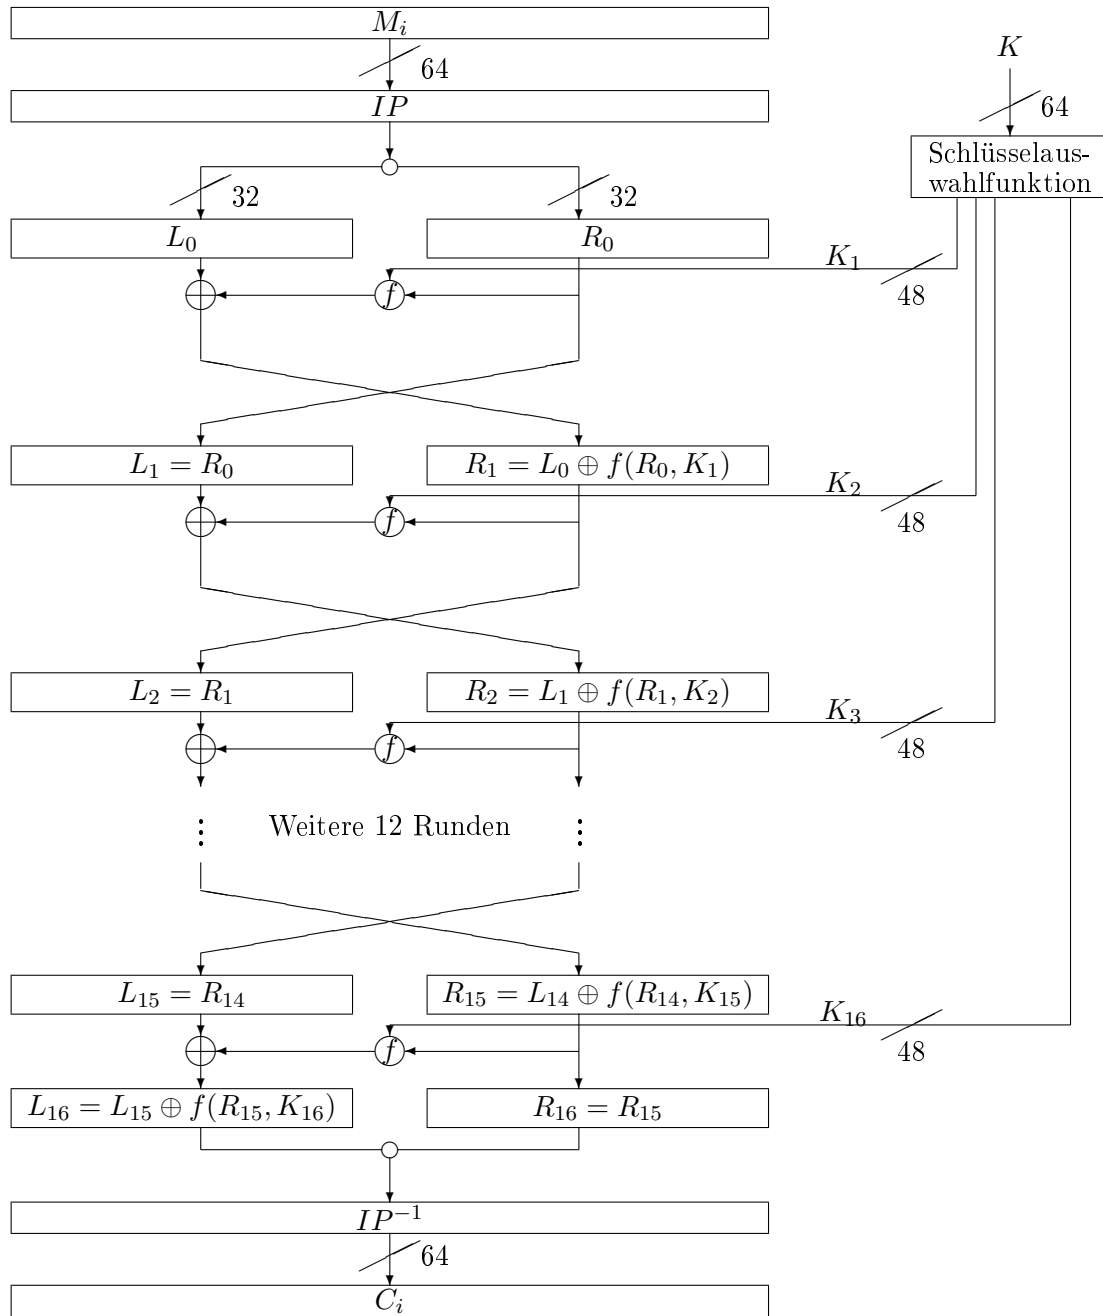 M_i
64
K
IP
64
Schlüsselaus-
wahlfunktion
32
32
L_0
R_0
K_1
f
48
L_1 = R_0
R_1 = L_0 ⊕ f(R_0, K_1)
K_2
f
48
L_2 = R_1
R_2 = L_1 ⊕ f(R_1, K_2)
K_3
f
48
Weitere 12 Runden
L_15 = R_14
R_15 = L_14 ⊕ f(R_14, K_15)
K_16
f
48
L_16 = L_15 ⊕ f(R_15, K_16)
R_16 = R_15
IP^−1
64
C_i